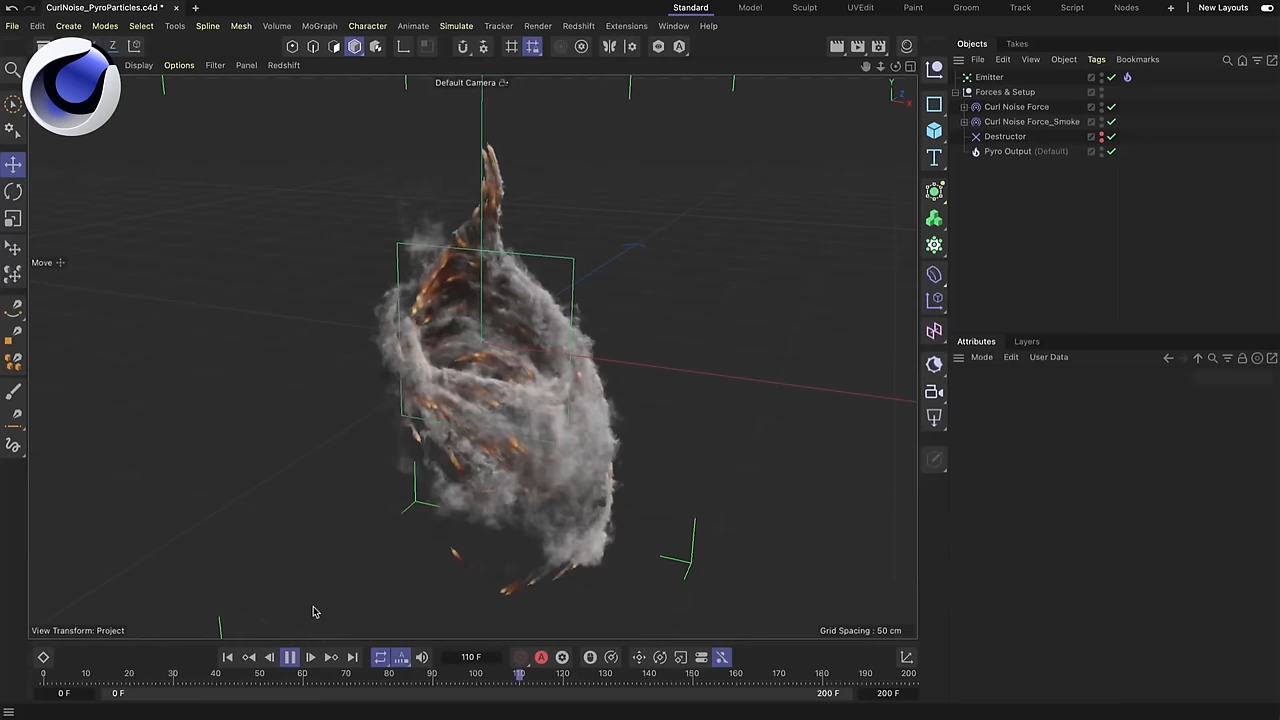 CurlNoise_PyroParticles.c4d *
Standard
Model
Sculpt
UVEdit
Paint
Groom
Track
Script
Nodes
New Layouts
File
Edit
Create
Modes
Select
Tools
Spline
Mesh
Volume
MoGraph
Character
Animate
Simulate
Tracker
Render
Redshift
Extensions
Window
Help
Z
Objects
Takes
Display
Options
Filter
Panel
Redshift
File
Edit
View
Object
Tags
Bookmarks
Default Camera
Y
Z
X
Emitter
Forces & Setup
Curl Noise Force
Curl Noise Force_Smoke
Destructor
Pyro Output (Default)
Move
Attributes
Layers
Mode
Edit
User Data
View Transform: Project
Grid Spacing : 50 cm
110 F
A
0 10 20 30 40 50 60 70 80 90 100 110 120 130 140 150 160 170 180 190 200
0 F
0 F
200 F
200 F